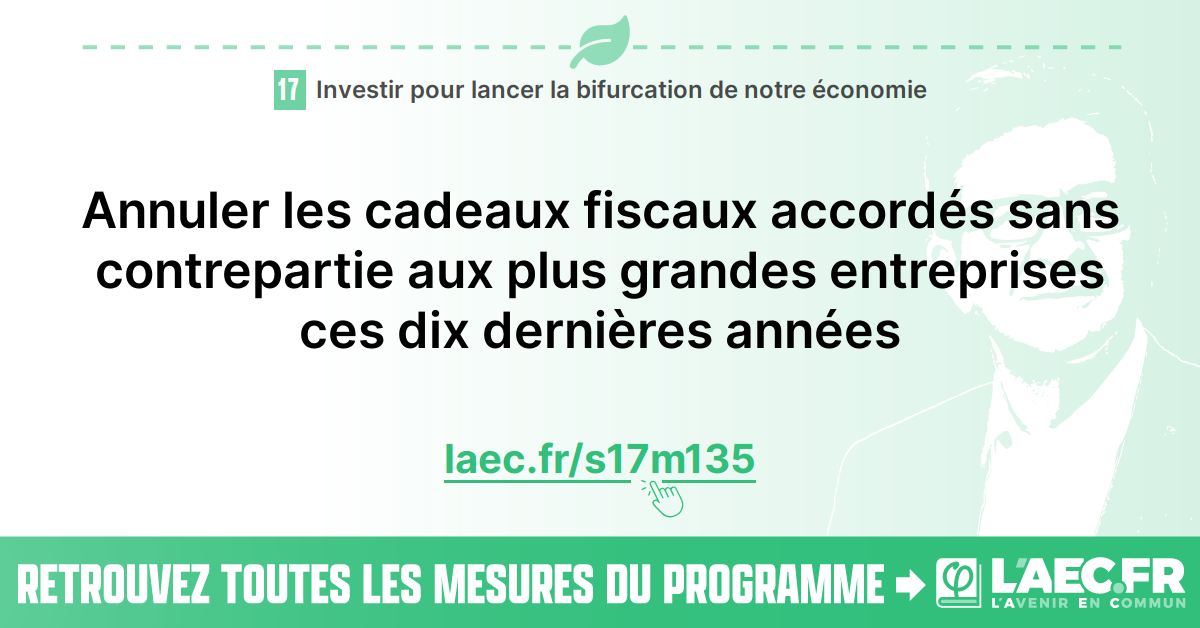 17 Investir pour lancer la bifurcation de notre économie
Annuler les cadeaux fiscaux accordés sans
contrepartie aux plus grandes entreprises
ces dix dernières années
laec.fr/s17m135
RETROUVEZ TOUTES LES MESURES DU PROGRAMME
L'AEC.FR
L'AVENIR EN COMMUN